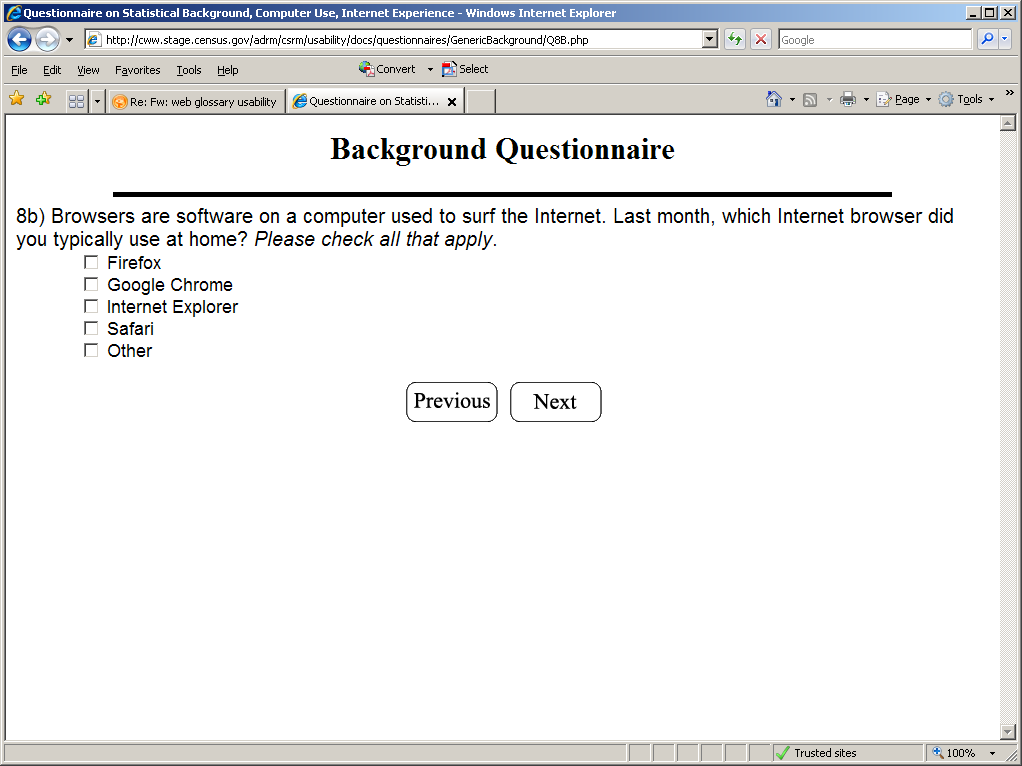 Questionnaire on Statistical Background, Computer Use, Internet Experience - Windows Internet Explorer
http://cww.stage.census.gov/adrm/csrm/usability/docs/questionnaires/GenericBackground/Q8B.php
Google
File Edit View Favorites Tools Help
Convert Select
Re: Fw: web glossary usability
Questionnaire on Statisti...
Page Tools
Background Questionnaire
8b) Browsers are software on a computer used to surf the Internet. Last month, which Internet browser did
you typically use at home? Please check all that apply.
Firefox
Google Chrome
Internet Explorer
Safari
Other
Previous Next
Trusted sites 100%